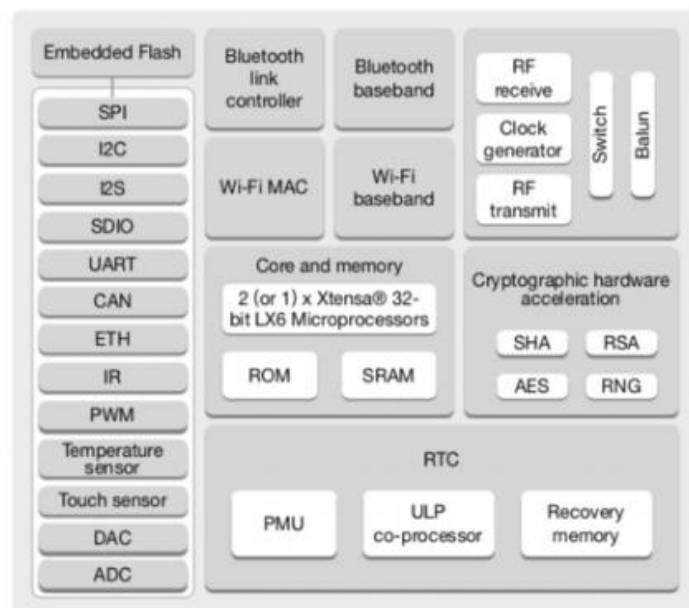 Embedded Flash
SPI
I2C
I2S
SDIO
UART
CAN
ETH
IR
PWM
Temperature
sensor
Touch sensor
DAC
ADC
Bluetooth
link
controller
Bluetooth
baseband
Wi-Fi MAC
Wi-Fi
baseband
RF
receive
Clock
generator
RF
transmit
Switch
Balun
Core and memory
2 (or 1) x Xtensa® 32-
bit LX6 Microprocessors
ROM
SRAM
Cryptographic hardware
acceleration
SHA
RSA
AES
RNG
RTC
PMU
ULP
co-processor
Recovery
memory